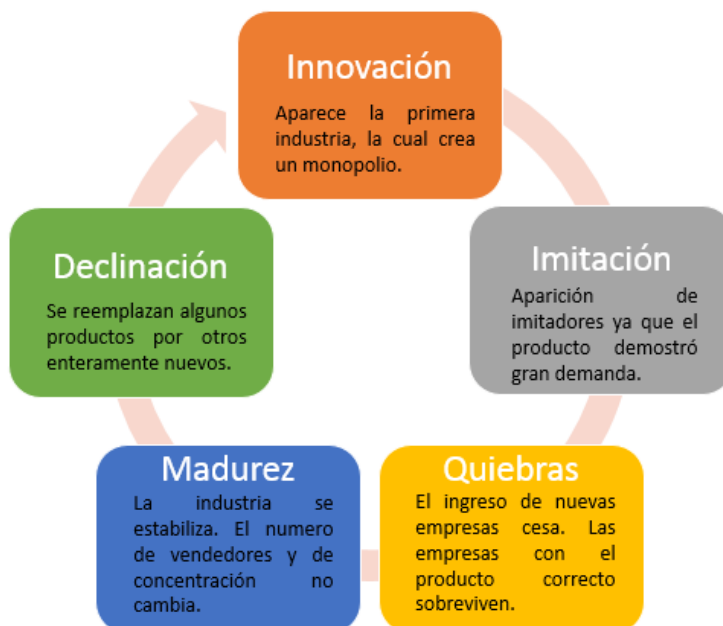 Innovación
Aparece la primera
industria, la cual crea
un monopolio.
Imitación
Aparición de
imitadores ya que el
producto demostró
gran demanda.
Quiebras
El ingreso de nuevas
empresas cesa. Las
empresas con el
producto correcto
sobreviven.
Madurez
La industria se
estabiliza. El numero
de vendedores y de
concentración no
cambia.
Declinación
Se reemplazan algunos
productos por otros
enteramente nuevos.